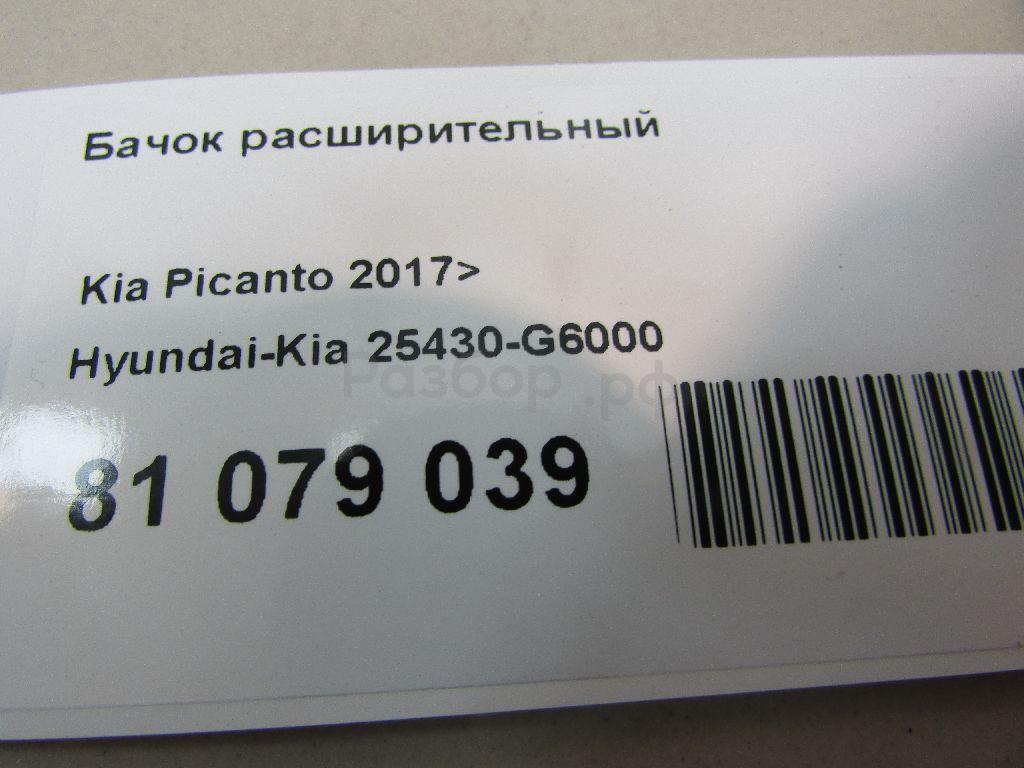 Бачок расширительный
Kia Picanto 2017>
Hyundai-Kia 25430-G6000
Разбор.рф
81 079 039